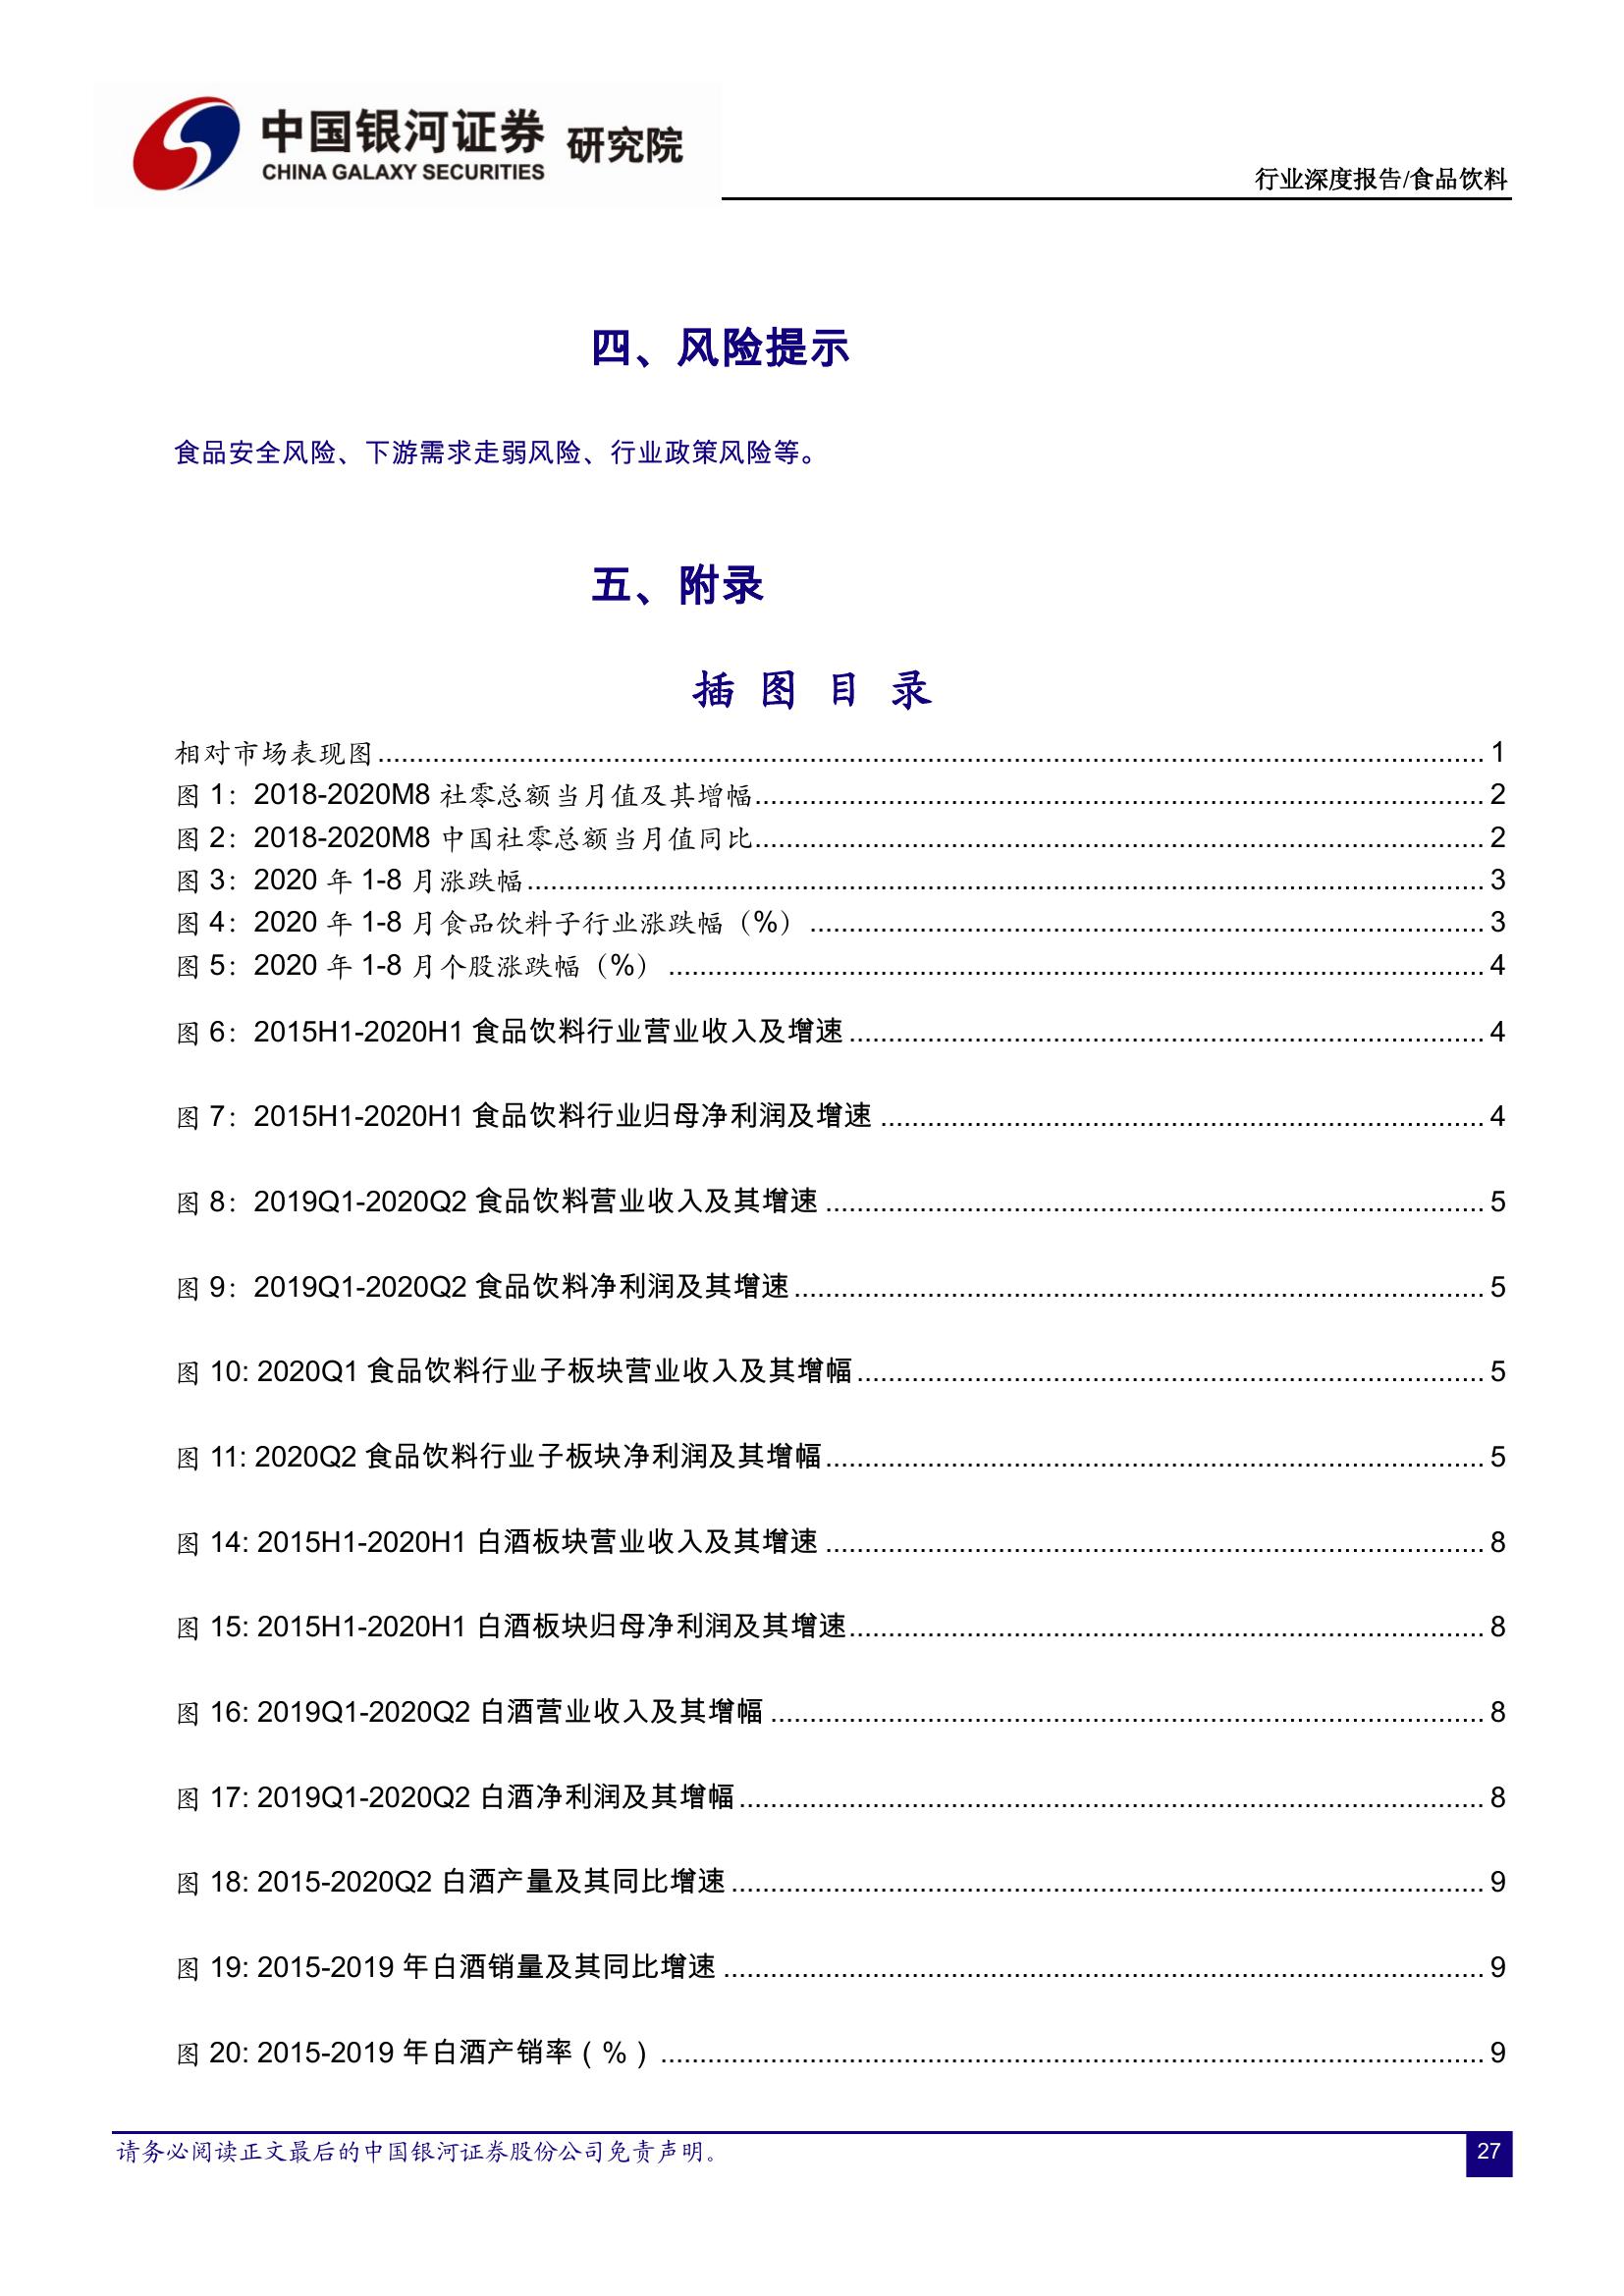 中国银河证券 研究院
CHINA GALAXY SECURITIES
行业深度报告/食品饮料
四、风险提示
食品安全风险、下游需求走弱风险、行业政策风险等。
五、附录
插 图 目 录
相对市场表现图........................................ 1
图 1：2018-2020M8 社零总额当月值及其增幅........................................ 2
图 2：2018-2020M8 中国社零总额当月值同比........................................ 2
图 3：2020 年 1-8 月涨跌幅........................................ 3
图 4：2020 年 1-8 月食品饮料子行业涨跌幅（%）........................................ 3
图 5：2020 年 1-8 月个股涨跌幅（%）........................................ 4
图 6：2015H1-2020H1 食品饮料行业营业收入及增速........................................ 4
图 7：2015H1-2020H1 食品饮料行业归母净利润及增速........................................ 4
图 8：2019Q1-2020Q2 食品饮料营业收入及其增速........................................ 5
图 9：2019Q1-2020Q2 食品饮料净利润及其增速........................................ 5
图 10: 2020Q1 食品饮料行业子板块营业收入及其增幅........................................ 5
图 11: 2020Q2 食品饮料行业子板块净利润及其增幅........................................ 5
图 14: 2015H1-2020H1 白酒板块营业收入及其增速........................................ 8
图 15: 2015H1-2020H1 白酒板块归母净利润及其增速........................................ 8
图 16: 2019Q1-2020Q2 白酒营业收入及其增幅........................................ 8
图 17: 2019Q1-2020Q2 白酒净利润及其增幅........................................ 8
图 18: 2015-2020Q2 白酒产量及其同比增速........................................ 9
图 19: 2015-2019 年白酒销量及其同比增速........................................ 9
图 20: 2015-2019 年白酒产销率（%）........................................ 9
请务必阅读正文最后的中国银河证券股份公司免责声明。
27